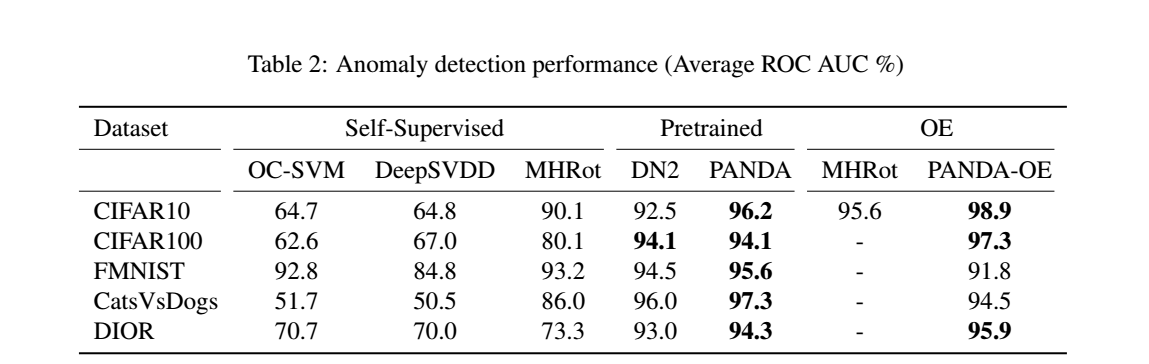 Table 2: Anomaly detection performance (Average ROC AUC %)
Dataset Self-Supervised Pretrained OE
OC-SVM DeepSVDD MHRot DN2 PANDA MHRot PANDA-OE
CIFAR10 64.7 64.8 90.1 92.5 96.2 95.6 98.9
CIFAR100 62.6 67.0 80.1 94.1 94.1 - 97.3
FMNIST 92.8 84.8 93.2 94.5 95.6 - 91.8
CatsVsDogs 51.7 50.5 86.0 96.0 97.3 - 94.5
DIOR 70.7 70.0 73.3 93.0 94.3 - 95.9